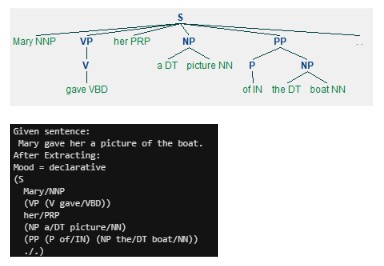 S
Mary NNP VP her PRP NP PP ...
V a DT picture NN P NP
gave VBD of IN the DT boat NN
Given sentence:
Mary gave her a picture of the boat.
After Extracting:
Mood = declarative
(S
Mary/NNP
(VP (V gave/VBD))
her/PRP
(NP a/DT picture/NN)
(PP (P of/IN) (NP the/DT boat/NN))
./.)